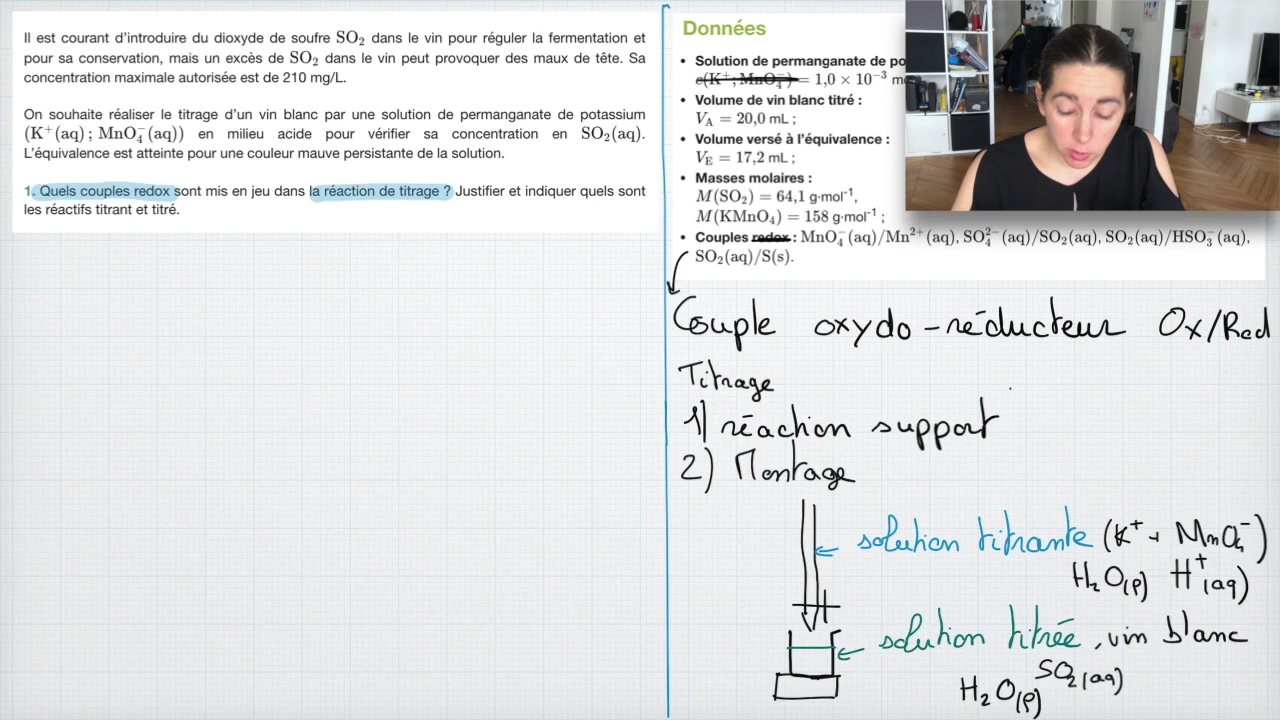 Il est courant d'introduire du dioxyde de soufre SO₂ dans le vin pour réguler la fermentation et
pour sa conservation, mais un excès de SO₂ dans le vin peut provoquer des maux de tête. Sa
concentration maximale autorisée est de 210 mg/L.
On souhaite réaliser le titrage d'un vin blanc par une solution de permanganate de potassium
(K⁺(aq) ; MnO₄⁻(aq)) en milieu acide pour vérifier sa concentration en SO₂(aq).
L'équivalence est atteinte pour une couleur mauve persistante de la solution.
1. Quels couples redox sont mis en jeu dans la réaction de titrage ? Justifier et indiquer quels sont
les réactifs titrant et titré.
Données
• Solution de permanganate de po
c(K⁺ ; MnO₄⁻) = 1,0 × 10⁻³ m
• Volume de vin blanc titré :
V_A = 20,0 mL ;
• Volume versé à l'équivalence :
V_E = 17,2 mL ;
• Masses molaires :
M(SO₂) = 64,1 g·mol⁻¹,
M(KMnO₄) = 158 g·mol⁻¹ ;
• Couples redox : MnO₄⁻(aq)/Mn²⁺(aq), SO₄²⁻(aq)/SO₂(aq), SO₂(aq)/HSO₃⁻(aq),
SO₂(aq)/S(s).
Couple oxydo-réducteur Ox/Red
Titrage
1) réaction support
2) Montage
solution titrante (K⁺ + MnO₄⁻)
H₂O(l) H⁺(aq)
solution titrée, vin blanc
SO₂(aq)
H₂O(l)